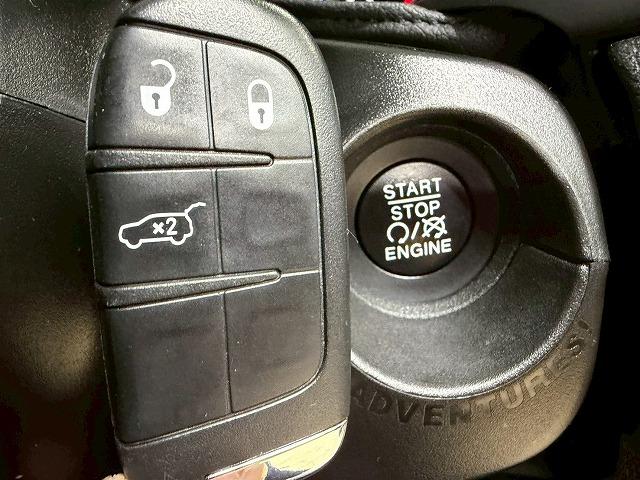 ×2
START
STOP
ENGINE
ADVENTURES!